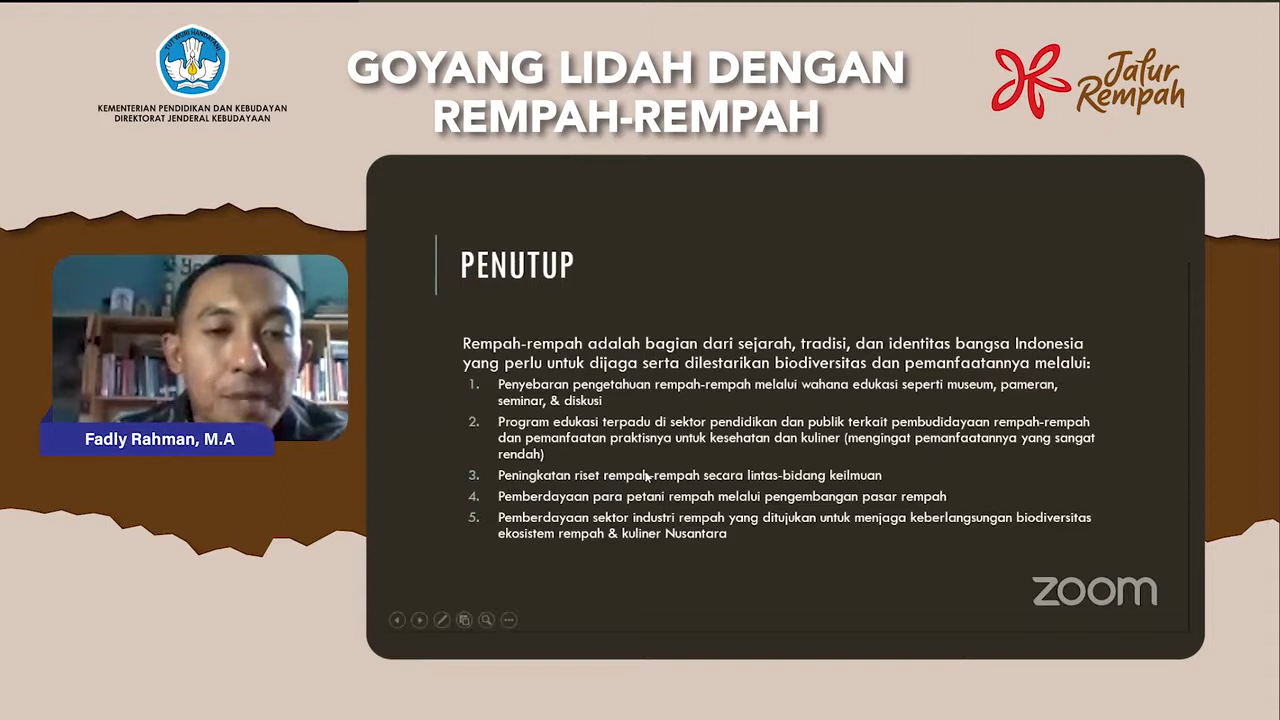 TUT WURI HANDAYANI
KEMENTERIAN PENDIDIKAN DAN KEBUDAYAN
DIREKTORAT JENDERAL KEBUDAYAAN
GOYANG LIDAH DENGAN
REMPAH-REMPAH
Jalur
Rempah
Fadly Rahman, M.A
PENUTUP
Rempah-rempah adalah bagian dari sejarah, tradisi, dan identitas bangsa Indonesia
yang perlu untuk dijaga serta dilestarikan biodiversitas dan pemanfaatannya melalui:
1. Penyebaran pengetahuan rempah-rempah melalui wahana edukasi seperti museum, pameran,
seminar, & diskusi
2. Program edukasi terpadu di sektor pendidikan dan publik terkait pembudidayaan rempah-rempah
dan pemanfaatan praktisnya untuk kesehatan dan kuliner (mengingat pemanfaatannya yang sangat
rendah)
3. Peningkatan riset rempah-rempah secara lintas-bidang keilmuan
4. Pemberdayaan para petani rempah melalui pengembangan pasar rempah
5. Pemberdayaan sektor industri rempah yang ditujukan untuk menjaga keberlangsungan biodiversitas
ekosistem rempah & kuliner Nusantara
zoom